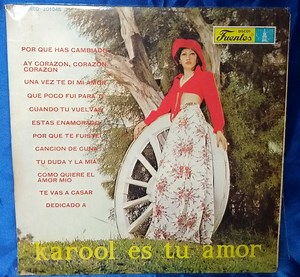 DISCOS
Fuentes
POR QUE HAS CAMBIADO
AY CORAZON, CORAZON
CORAZON
UNA VEZ TE DI MI AMOR
QUE POCO FUI PARA TI
CUANDO TU VUELVAS
ESTAS ENAMORADO
POR QUE TE FUISTE
CANCION DE CUNA
TU DUDA Y LA MIA
COMO QUIERE EL
AMOR MIO
TE VAS A CASAR
DEDICADO A
karool es tu amor